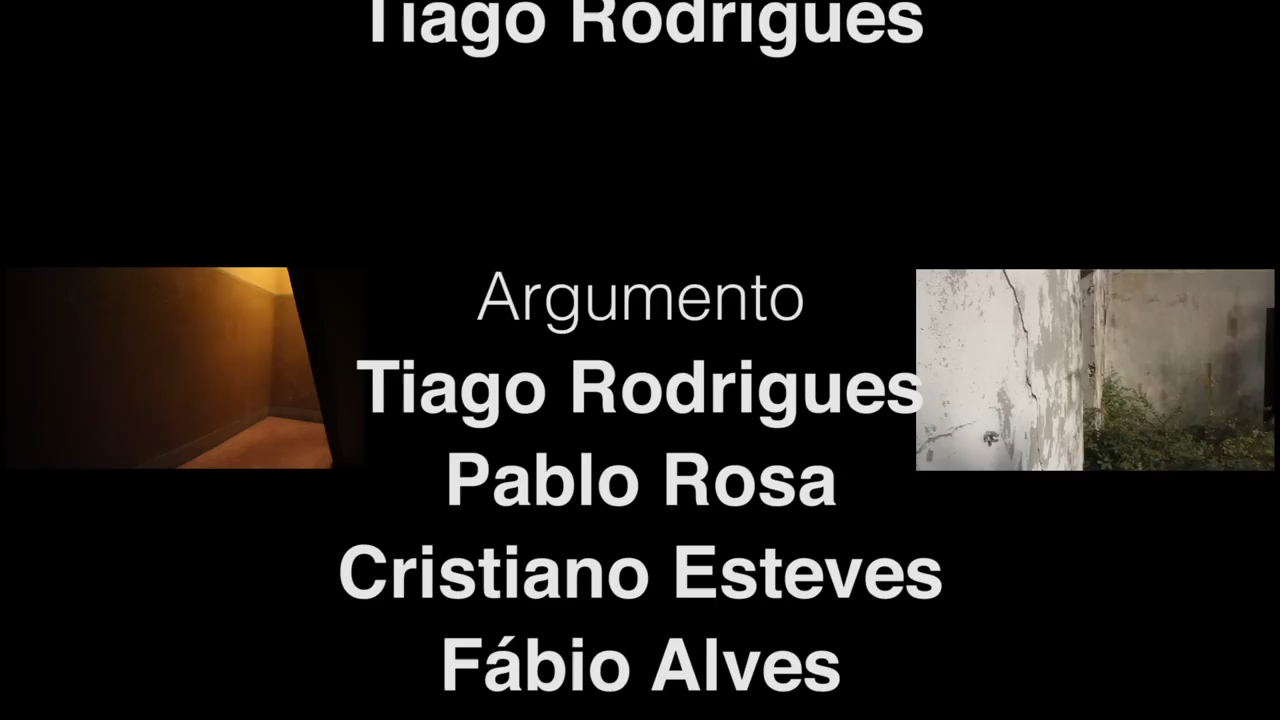 Tiago Rodrigues
Argumento
Tiago Rodrigues
Pablo Rosa
Cristiano Esteves
Fábio Alves